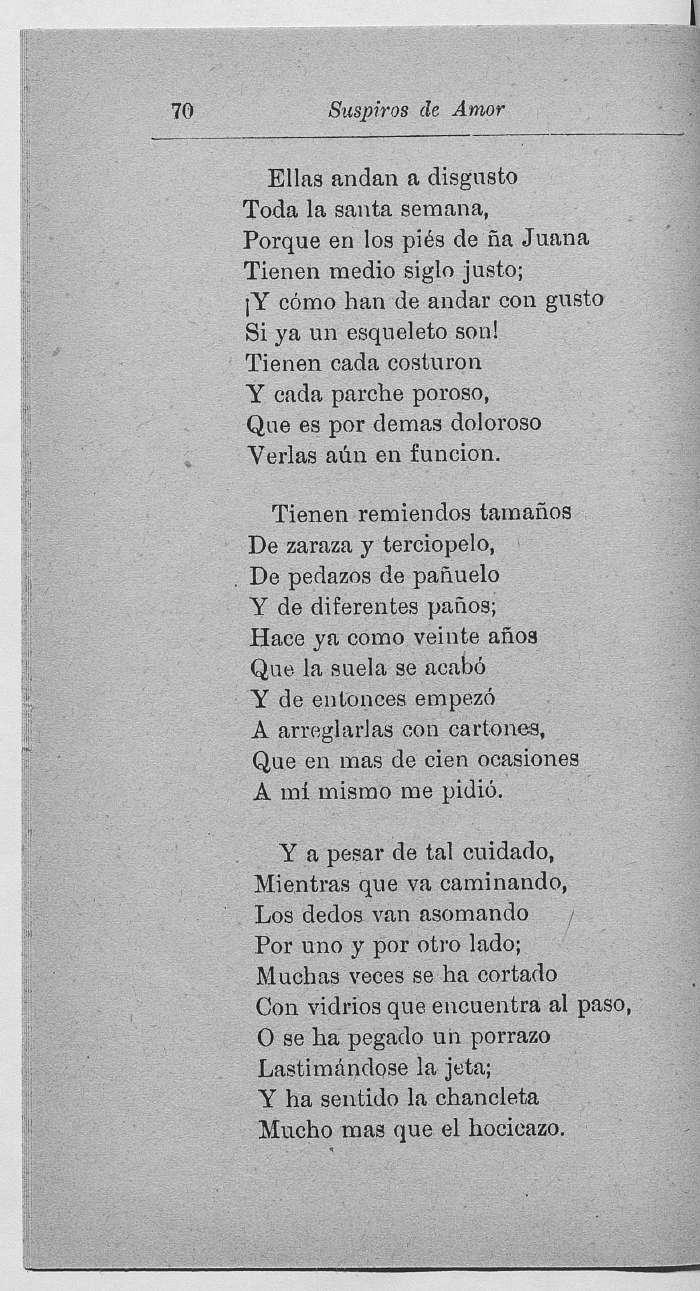 70 Suspiros de Amor
Ellas andan a disgusto
Toda la santa semana,
Porque en los piés de ña Juana
Tienen medio siglo justo;
¡Y cómo han de andar con gusto
Si ya un esqueleto son!
Tienen cada costuron
Y cada parche poroso,
Que es por demas doloroso
Verlas aún en funcion.
Tienen remiendos tamaños
De zaraza y terciopelo,
De pedazos de pañuelo
Y de diferentes paños;
Hace ya como veinte años
Que la suela se acabó
Y de entonces empezó
A arreglarlas con cartones,
Que en mas de cien ocasiones
A mí mismo me pidió.
Y a pesar de tal cuidado,
Mientras que va caminando,
Los dedos van asomando
Por uno y por otro lado;
Muchas veces se ha cortado
Con vidrios que encuentra al paso,
O se ha pegado un porrazo
Lastimándose la jeta;
Y ha sentido la chancleta
Mucho mas que el hocicazo.